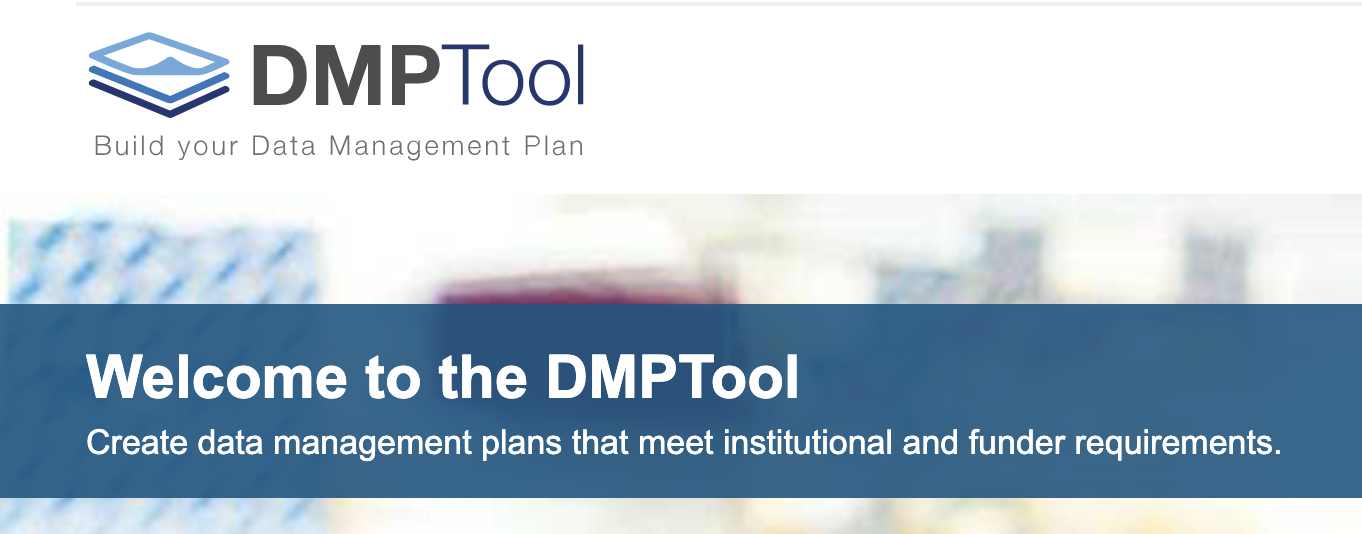 DMPTool
Build your Data Management Plan
Welcome to the DMPTool
Create data management plans that meet institutional and funder requirements.